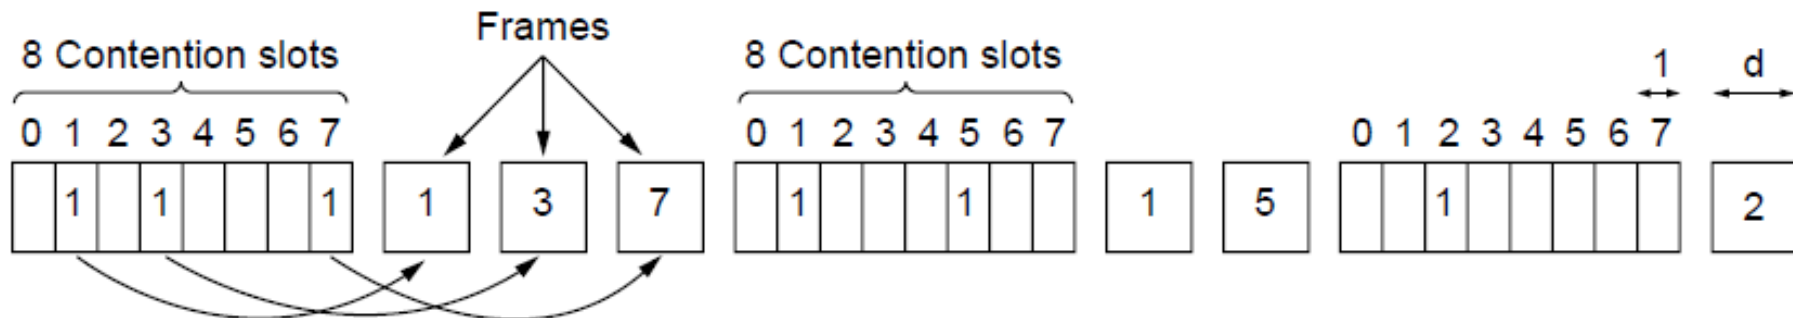 Frames
8 Contention slots 8 Contention slots 1 d
0 1 2 3 4 5 6 7 0 1 2 3 4 5 6 7 0 1 2 3 4 5 6 7
1 1 1 1 3 7 1 1 1 5 1 2